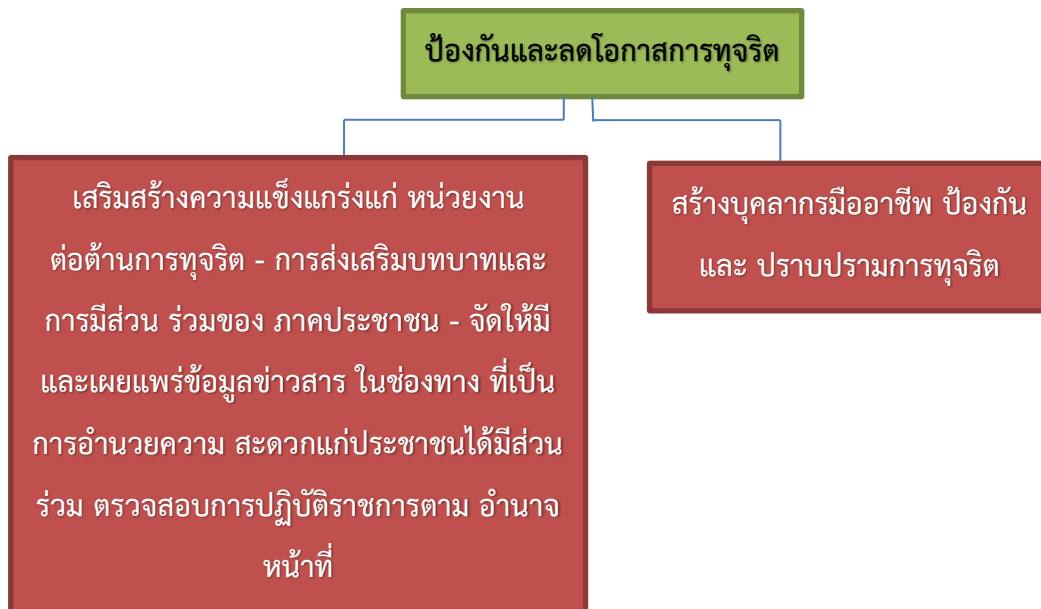 ป้องกันและลดโอกาสการทุจริต
เสริมสร้างความแข็งแกร่งแก่ หน่วยงาน
ต่อต้านการทุจริต - การส่งเสริมบทบาทและ
การมีส่วน ร่วมของ ภาคประชาชน - จัดให้มี
และเผยแพร่ข้อมูลข่าวสาร ในช่องทาง ที่เป็น
การอำนวยความ สะดวกแก่ประชาชนได้มีส่วน
ร่วม ตรวจสอบการปฏิบัติราชการตาม อำนาจ
หน้าที่
สร้างบุคลากรมืออาชีพ ป้องกัน
และ ปราบปรามการทุจริต